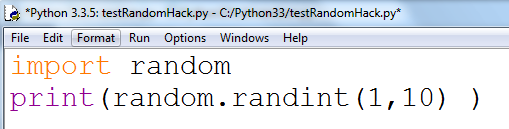 *Python 3.3.5: testRandomHack.py - C:/Python33/testRandomHack.py*
File Edit Format Run Options Windows Help
import random
print(random.randint(1,10) )